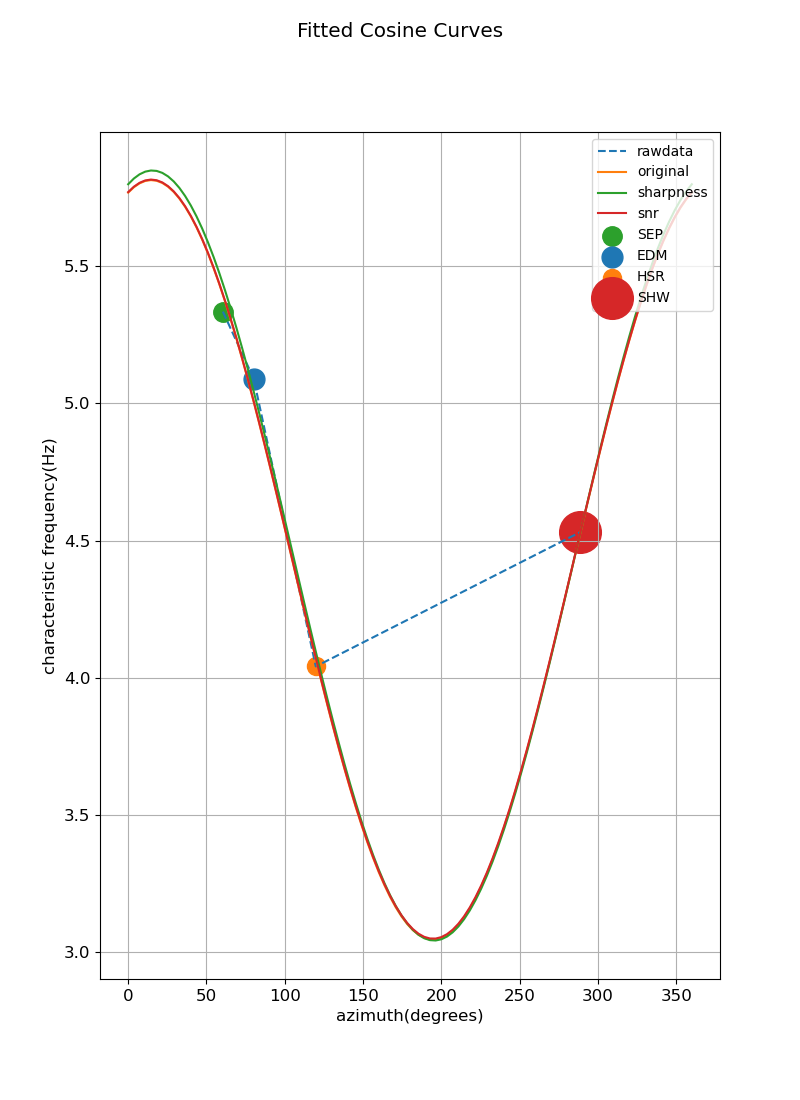 Fitted Cosine Curves
rawdata
original
sharpness
snr
SEP
EDM
HSR
SHW
5.5
5.0
4.5
4.0
3.5
3.0
characteristic frequency(Hz)
0 50 100 150 200 250 300 350
azimuth(degrees)